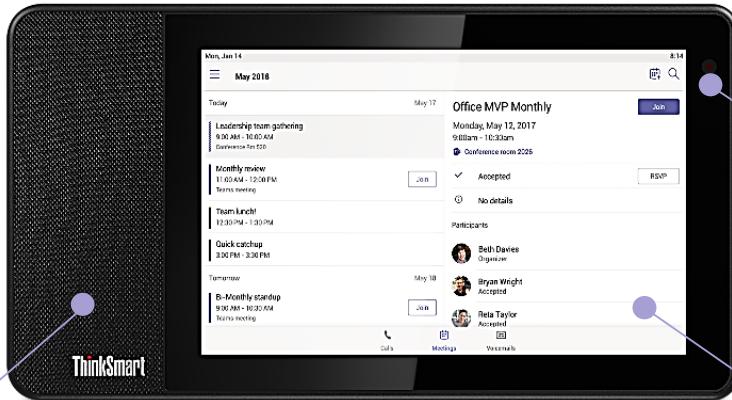 Mon, Jan 14
8:14
May 2018
Today
May 17
Leadership team gathering
9:00 AM - 10:00 AM
Conference Rm 520
Monthly review
11:00 AM - 12:00 PM
Teams meeting
Join
Team lunch!
12:30 PM - 1:30 PM
Quick catchup
3:00 PM - 3:30 PM
Tomorrow
May 18
Bi-Monthly standup
9:00 AM - 10:30 AM
Teams meeting
Join
Office MVP Monthly
Join
Monday, May 12, 2017
9:00am - 10:30am
Conference room 2026
Accepted
RSVP
No details
Participants
Beth Davies
Organizer
Bryan Wright
Accepted
Reta Taylor
Accepted
Calls
Meetings
Voicemails
ThinkSmart